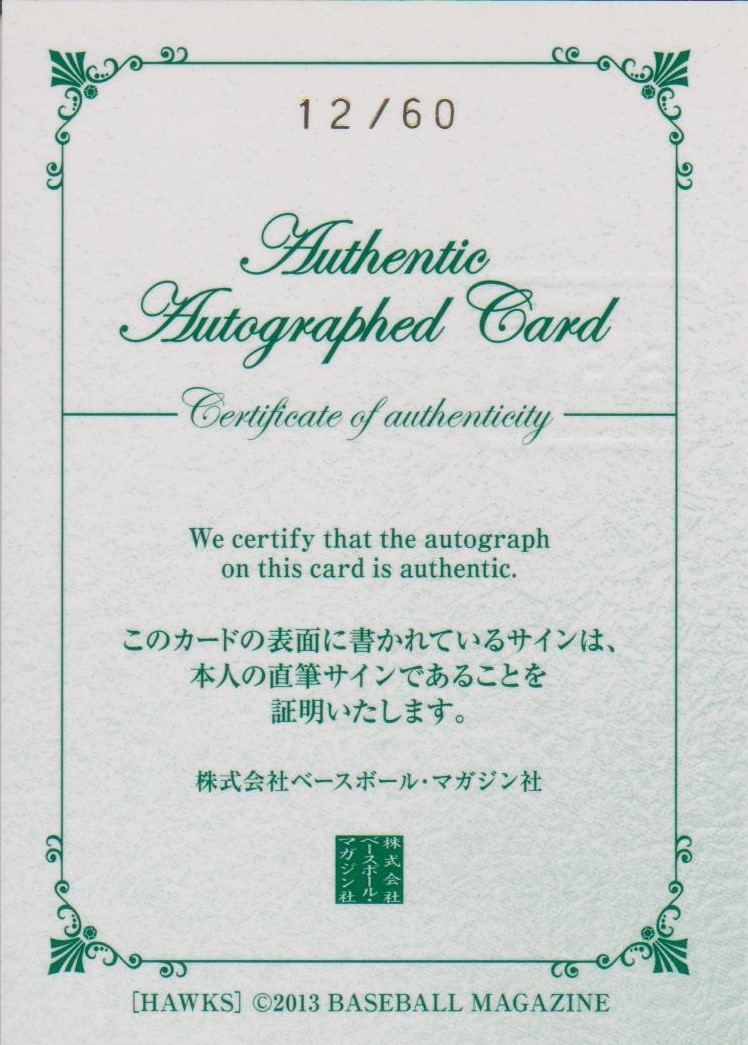 12/60
Authentic
Autographed Card
Certificate of authenticity
We certify that the autograph
on this card is authentic.
このカードの表面に書かれているサインは、
本人の直筆サインであることを
証明いたします。
株式会社ベースボール・マガジン社
株式会社
ベースボール・
マガジン社
[HAWKS] ©2013 BASEBALL MAGAZINE